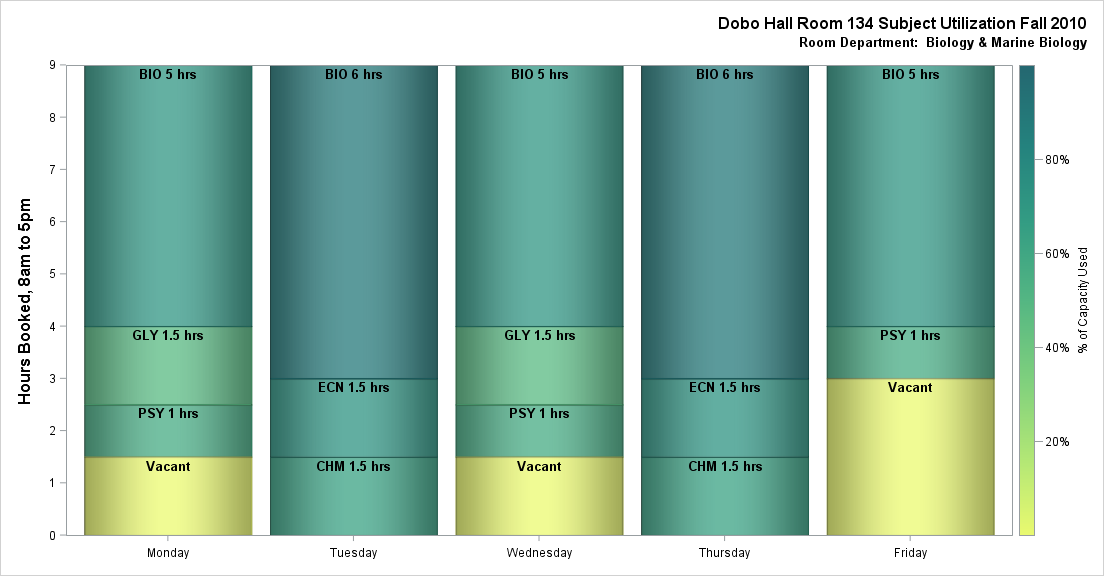 Dobo Hall Room 134 Subject Utilization Fall 2010
Room Department:  Biology & Marine Biology
Hours Booked, 8am to 5pm
9
8
7
6
5
4
3
2
1
0
BIO 5 hrs
GLY 1.5 hrs
PSY 1 hrs
Vacant
BIO 6 hrs
ECN 1.5 hrs
CHM 1.5 hrs
BIO 5 hrs
GLY 1.5 hrs
PSY 1 hrs
Vacant
BIO 6 hrs
ECN 1.5 hrs
CHM 1.5 hrs
BIO 5 hrs
PSY 1 hrs
Vacant
Monday
Tuesday
Wednesday
Thursday
Friday
80%
60%
40%
20%
% of Capacity Used